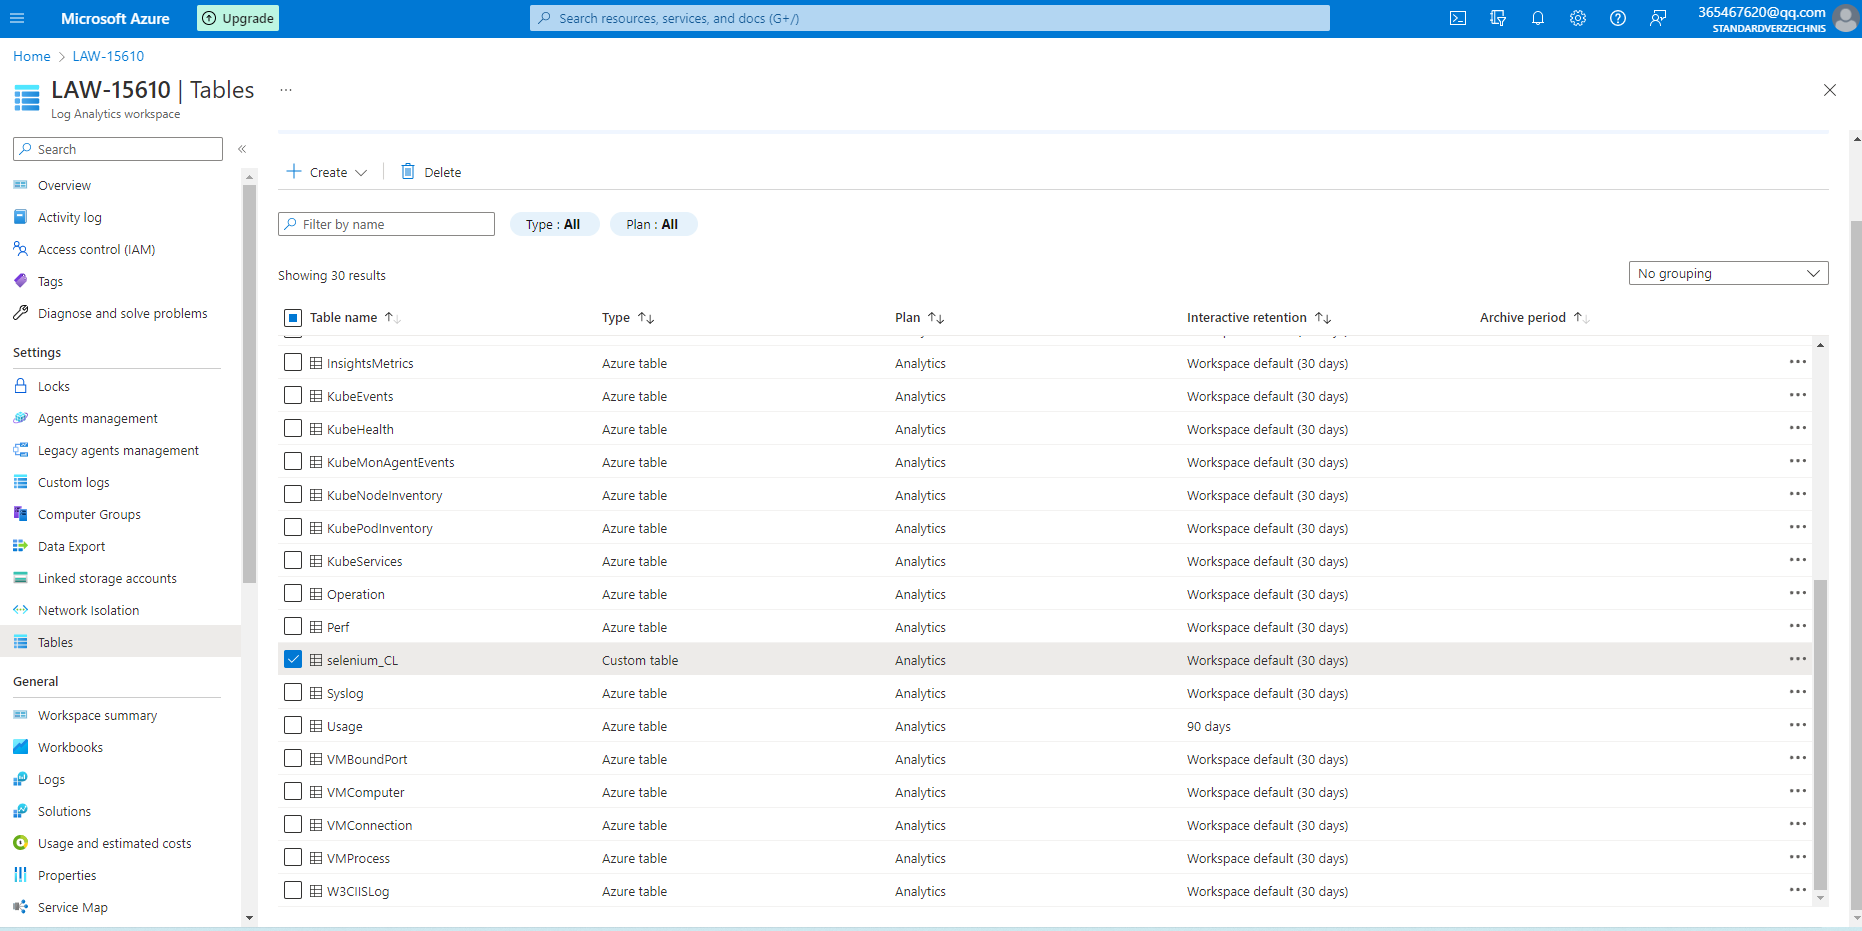 Microsoft Azure
Upgrade
Search resources, services, and docs (G+/)
365467620@qq.com
STANDARDVERZEICHNIS
Home > LAW-15610
LAW-15610 | Tables ...
Log Analytics workspace
Search
«
Overview
Activity log
Access control (IAM)
Tags
Diagnose and solve problems
Settings
Locks
Agents management
Legacy agents management
Custom logs
Computer Groups
Data Export
Linked storage accounts
Network Isolation
Tables
General
Workspace summary
Workbooks
Logs
Solutions
Usage and estimated costs
Properties
Service Map
Create Delete
Filter by name Type : All Plan : All
Showing 30 results
No grouping
Table name Type Plan Interactive retention Archive period
InsightsMetrics Azure table Analytics Workspace default (30 days)
KubeEvents Azure table Analytics Workspace default (30 days)
KubeHealth Azure table Analytics Workspace default (30 days)
KubeMonAgentEvents Azure table Analytics Workspace default (30 days)
KubeNodeInventory Azure table Analytics Workspace default (30 days)
KubePodInventory Azure table Analytics Workspace default (30 days)
KubeServices Azure table Analytics Workspace default (30 days)
Operation Azure table Analytics Workspace default (30 days)
Perf Azure table Analytics Workspace default (30 days)
selenium_CL Custom table Analytics Workspace default (30 days)
Syslog Azure table Analytics Workspace default (30 days)
Usage Azure table Analytics 90 days
VMBoundPort Azure table Analytics Workspace default (30 days)
VMComputer Azure table Analytics Workspace default (30 days)
VMConnection Azure table Analytics Workspace default (30 days)
VMProcess Azure table Analytics Workspace default (30 days)
W3CIISLog Azure table Analytics Workspace default (30 days)